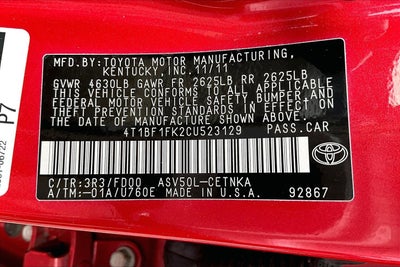 MFD. BY:TOYOTA MOTOR MANUFACTURING,
KENTUCKY,INC.11/11
GVWR 4630LB GAWR FR 2625LB RR 2625LB
THIS VEHICLE CONFORMS TO ALL APPLICABLE
FEDERAL MOTOR VEHICLE SAFETY, BUMPER, AND
THEFT PREVENTION STANDARDS IN EFFECT ON
THE DATE OF MANUFACTURE SHOWN ABOVE.
4T1BF1FK2CU523129 PASS.CAR
C/TR:3R3/FD00 ASV50L-CETNKA
A/TM:-01A/U760E MADE IN U.S.A. 92867
TOYOTA
P7